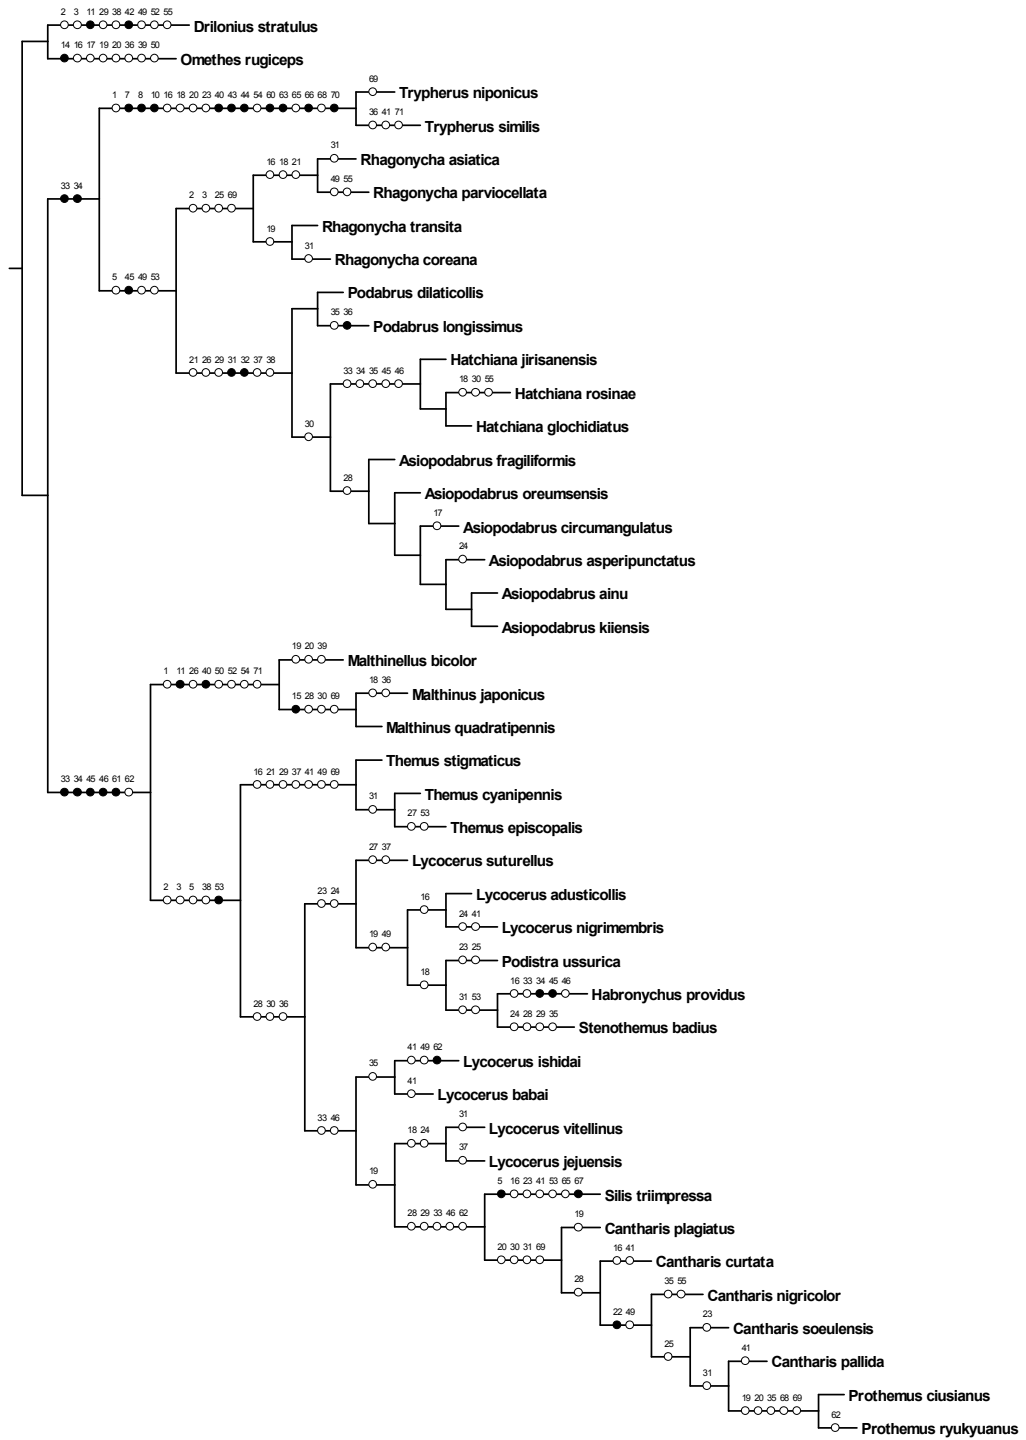 2 3 11 29 38 42 49 52 55
Drilonius stratulus
14 16 17 19 20 36 39 50
Omethes rugiceps
69
Trypherus niponicus
1 7 8 10 16 18 20 23 40 43 44 54 60 63 65 66 68 70
36 41 71
Trypherus similis
31
Rhagonycha asiatica
16 18 21
49 55
Rhagonycha parviocellata
33 34
2 3 25 69
Rhagonycha transita
19
31
Rhagonycha coreana
5 45 49 53
Podabrus dilaticollis
35 36
Podabrus longissimus
21 26 29 31 32 37 38
Hatchiana jirisanensis
33 34 35 45 46
18 30 55
Hatchiana rosinae
30
Hatchiana glochidiatus
Asiopodabrus fragiliformis
28
Asiopodabrus oreumsensis
17
Asiopodabrus circumangulatus
24
Asiopodabrus asperipunctatus
Asiopodabrus ainu
Asiopodabrus kiiensis
19 20 39
Malthinellus bicolor
1 11 26 40 50 52 54 71
18 36
Malthinus japonicus
15 28 30 69
Malthinus quadratipennis
Themus stigmaticus
33 34 45 46 61 62
16 21 29 37 41 49 69
31
Themus cyanipennis
27 53
Themus episcopalis
27 37
Lycocerus suturellus
2 3 5 38 53
23 24
16
Lycocerus adusticollis
24 41
Lycocerus nigrimembris
19 49
23 25
Podistra ussurica
18
16 33 34 45 46
Habronychus providus
31 53
28 30 36
24 28 29 35
Stenothemus badius
41 49 62
Lycocerus ishidai
35
41
Lycocerus babai
33 46
31
Lycocerus vitellinus
18 24
37
Lycocerus jejuensis
19
5 16 23 41 53 65 67
Silis triimpressa
28 29 33 46 62
19
Cantharis plagiatus
20 30 31 69
16 41
Cantharis curtata
28
35 55
Cantharis nigricolor
22 49
23
Cantharis soeulensis
25
41
Cantharis pallida
31
Prothemus ciusianus
19 20 35 68 69
62
Prothemus ryukyuanus